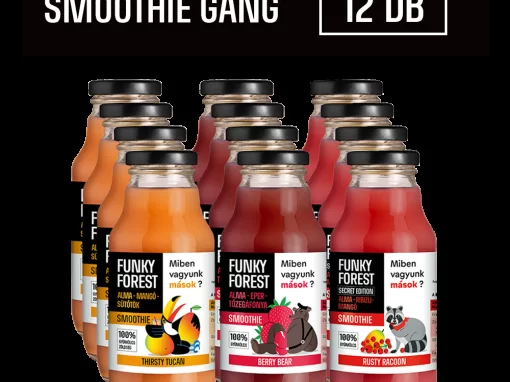 SMOOTHIE GANG
12 DB
FUNKY
FOREST
ALMA-MANGÓ-
SÜTŐTÖK
SMOOTHIE
100%
Miben
vagyunk
mások?
THIRSTY TUCAN
FUNKY
FOREST
ALMA-EPER-
TŐZEGÁFONYA
SMOOTHIE
100%
GYÜMÖLCS
Miben
vagyunk
mások?
BERRY BEAR
FUNKY
FOREST
SECRET EDITION
ALMA-RIBIZLI-
MANGÓ
SMOOTHIE
100%
GYÜMÖLCS
Miben
vagyunk
mások?
RUSTY RACOON